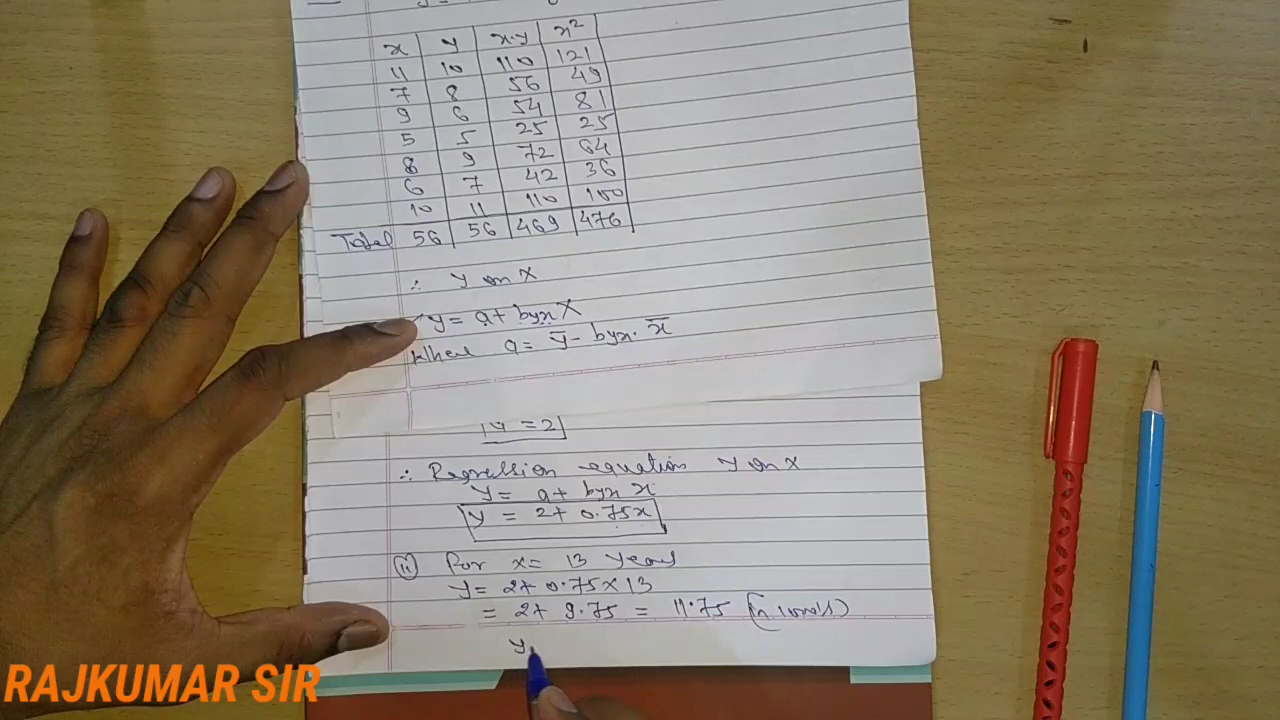 x y x.y x²
11 10 110 121
7 8 56 49
9 6 54 81
5 5 25 25
8 9 72 64
6 7 42 36
10 11 110 100
Total 56 56 469 476
∴ y on x
y = a + byx X
Where a = y̅ - byx. x̅
= 2
∴ Regression equation Y on X
Y = a + byx x
Y = 2 + 0.75x
(ii) For x = 13 years
Y = 2 + 0.75 × 13
= 2 + 9.75 = 11.75
y
RAJKUMAR SIR